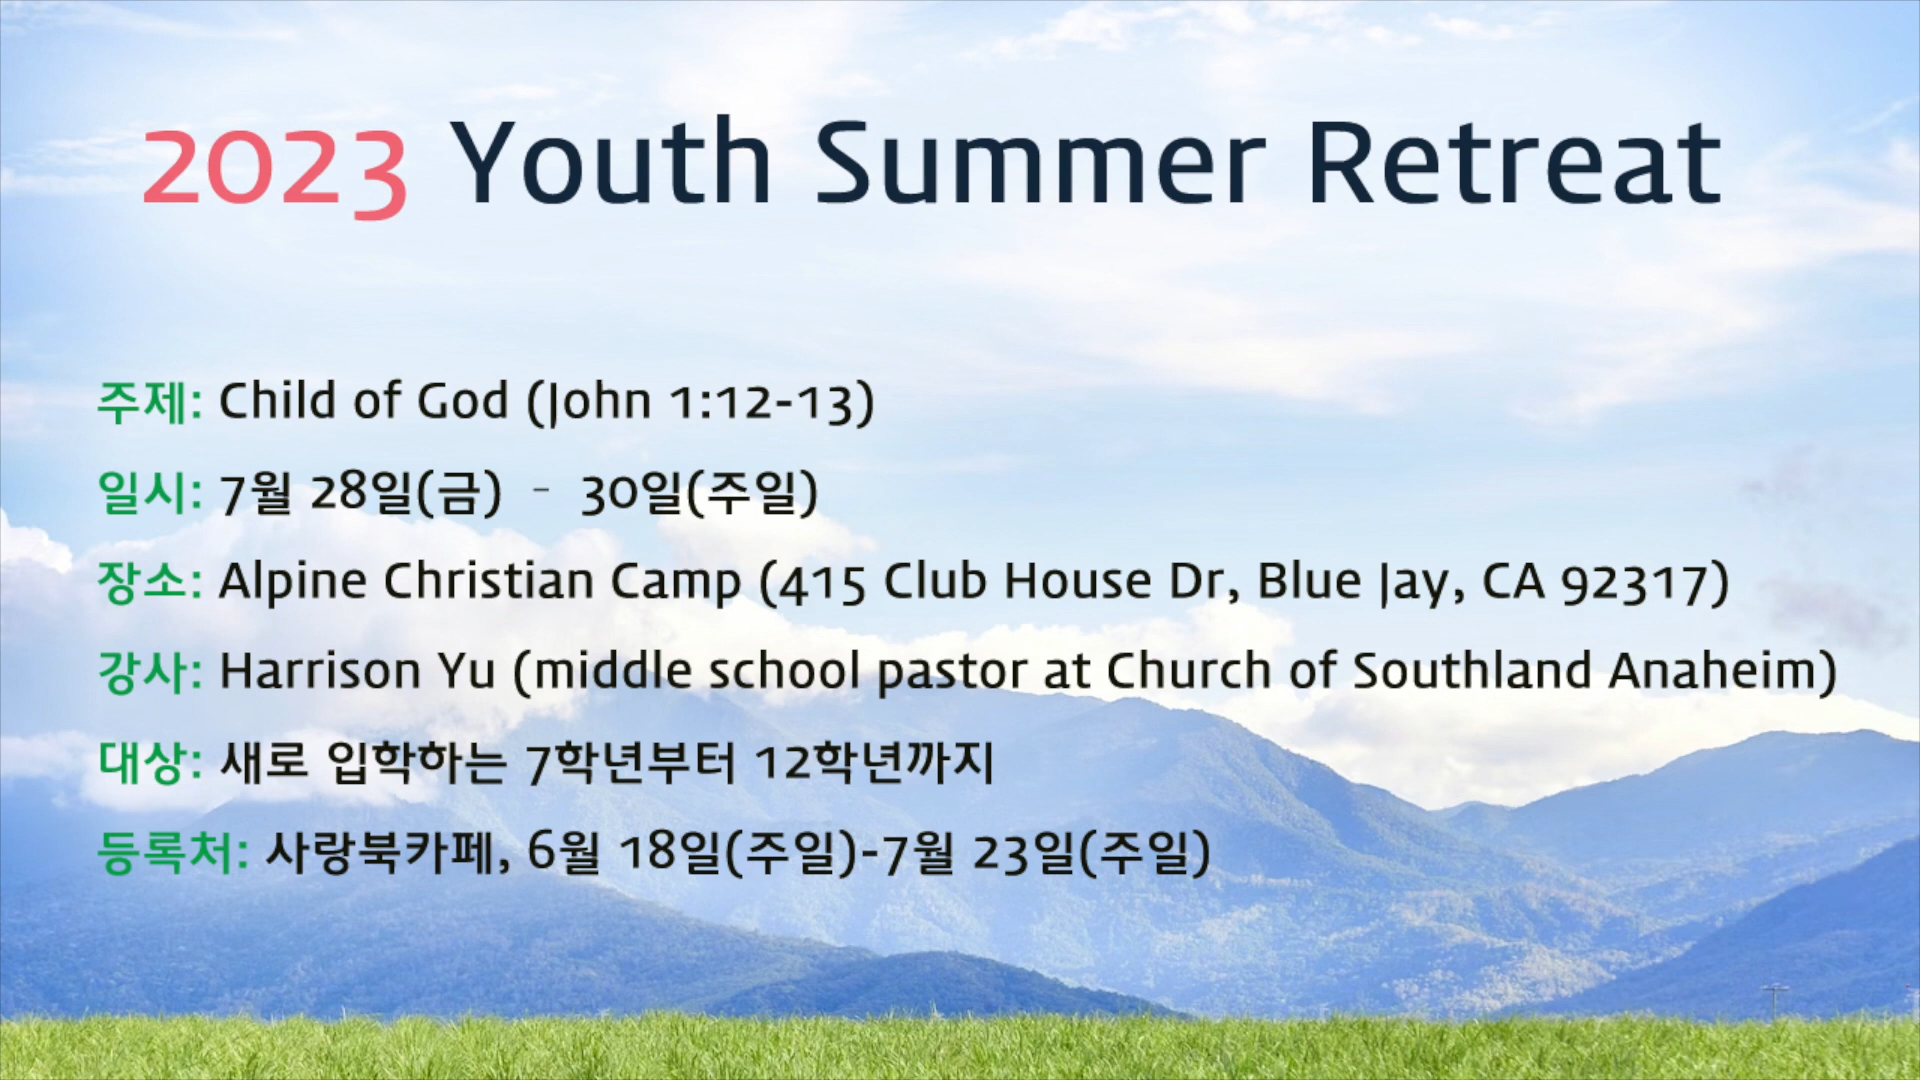 2023 Youth Summer Retreat
주제: Child of God (John 1:12-13)
일시: 7월 28일(금) - 30일(주일)
장소: Alpine Christian Camp (415 Club House Dr, Blue Jay, CA 92317)
강사: Harrison Yu (middle school pastor at Church of Southland Anaheim)
대상: 새로 입학하는 7학년부터 12학년까지
등록처: 사랑북카페, 6월 18일(주일)-7월 23일(주일)